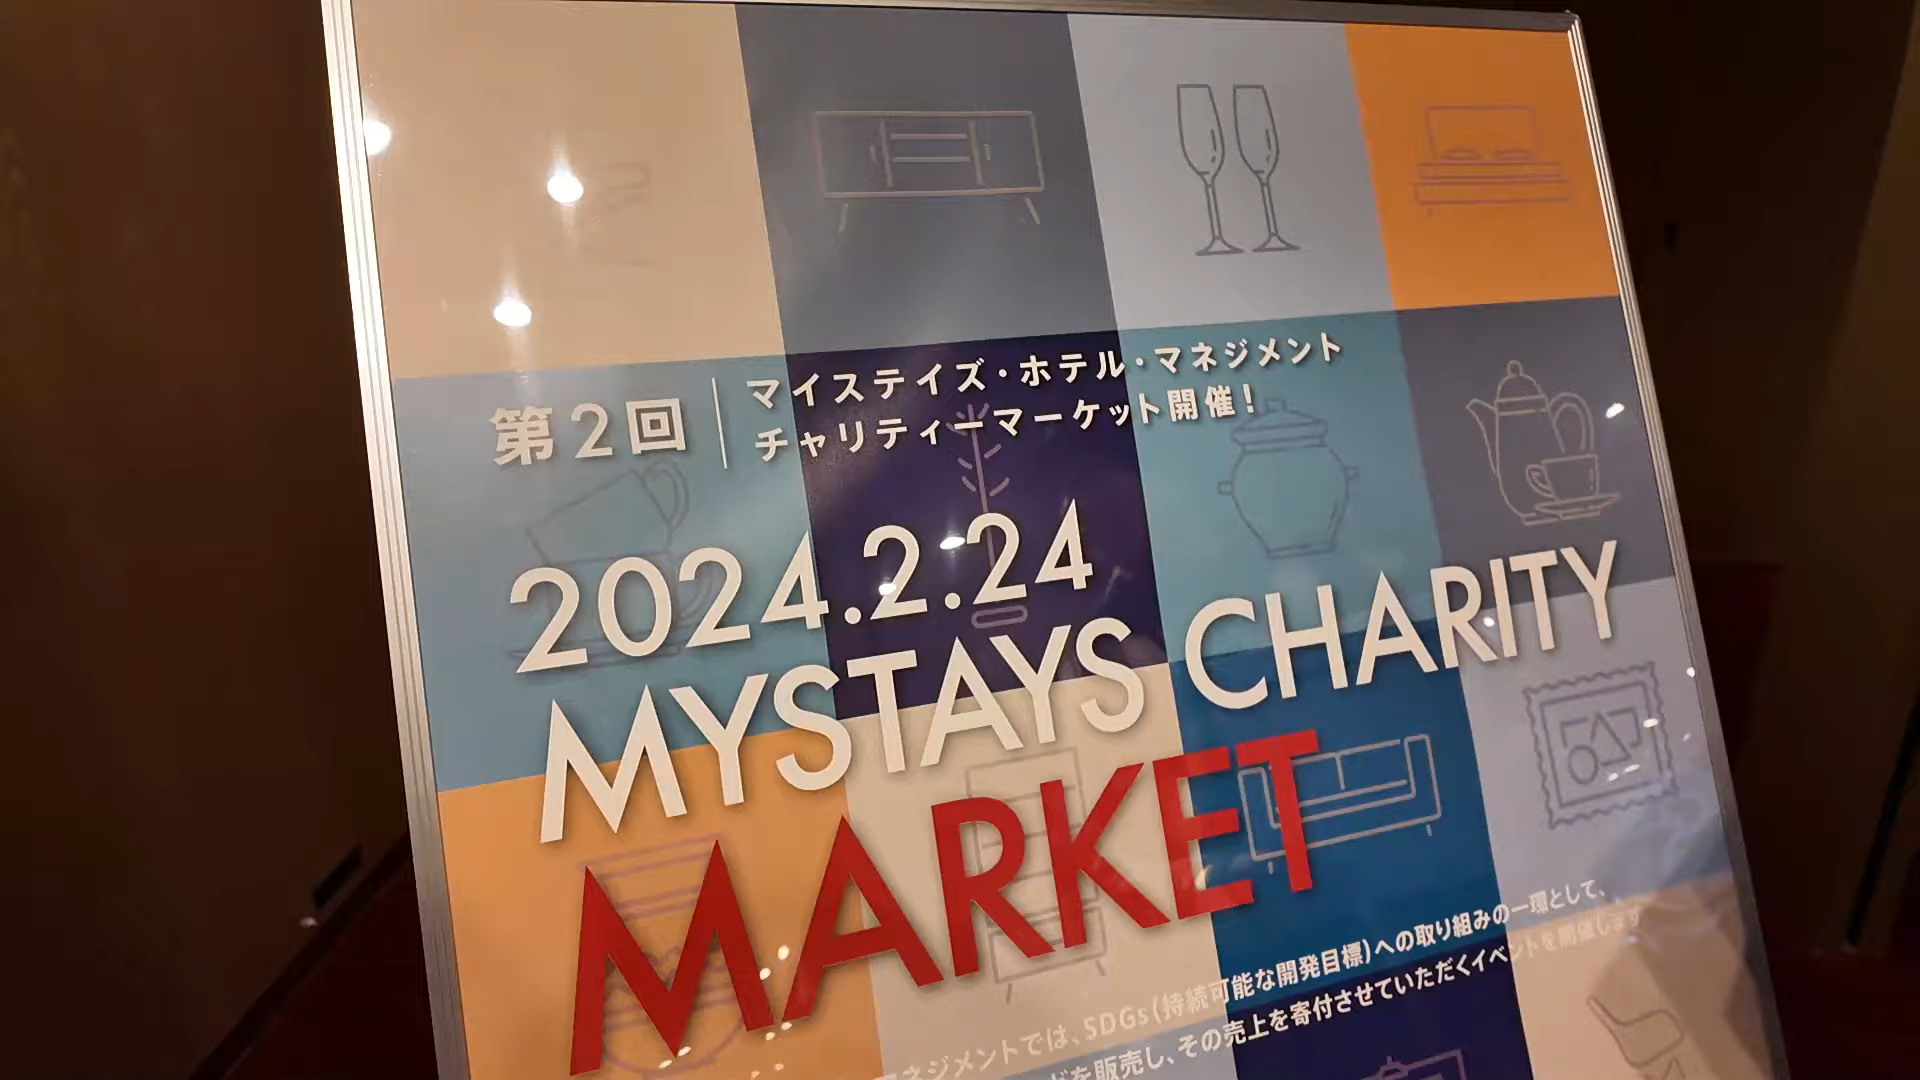 第2回
マイステイズ・ホテル・マネジメント
チャリティーマーケット開催!
2024.2.24
MYSTAYS CHARITY
MARKET
ネジメントでは、SDGs(持続可能な開発目標)への取り組みの一環として、
を販売し、その売上を寄付させていただくイベントを開催します